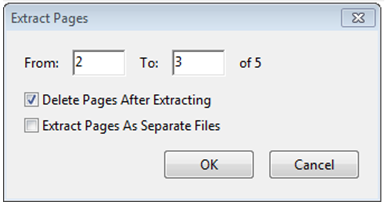 Extract Pages
From: 2 To: 3 of 5
Delete Pages After Extracting
Extract Pages As Separate Files
OK Cancel